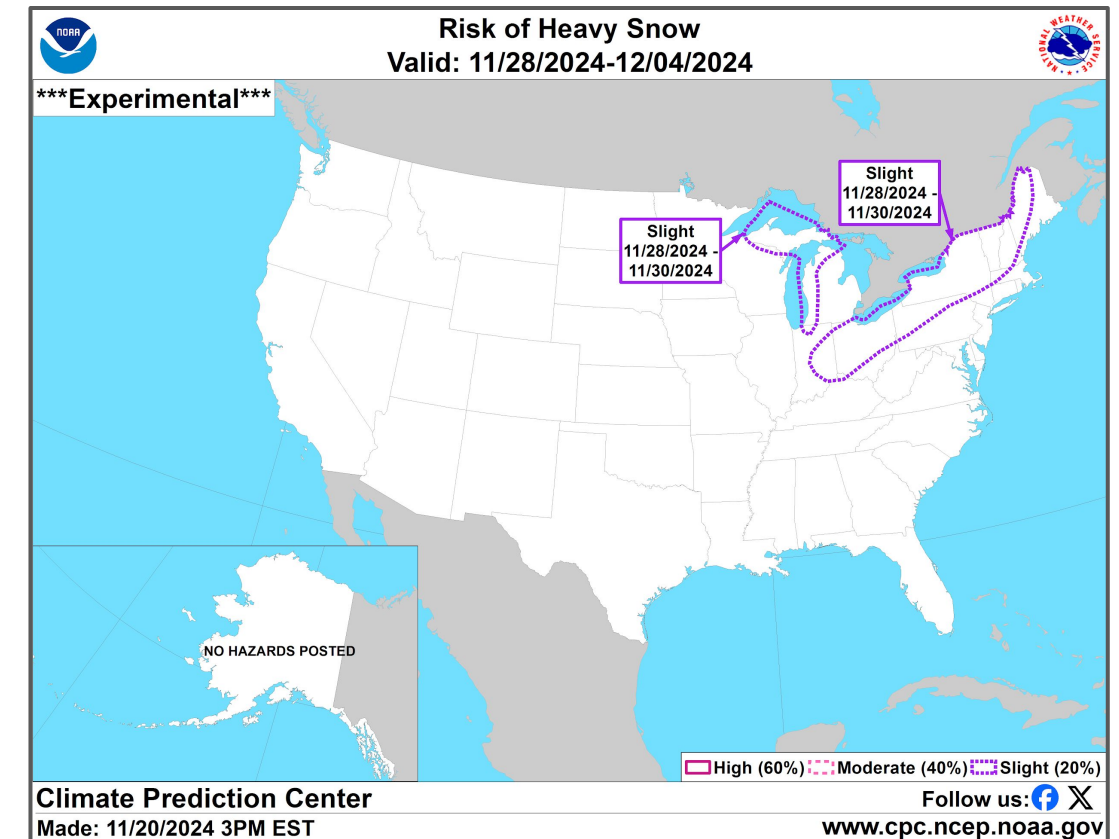 NOAA
Risk of Heavy Snow
Valid: 11/28/2024-12/04/2024
NATIONAL WEATHER SERVICE
***Experimental***
Slight
11/28/2024 -
11/30/2024
Slight
11/28/2024 -
11/30/2024
NO HAZARDS POSTED
High (60%) Moderate (40%) Slight (20%)
Climate Prediction Center
Follow us:
Made: 11/20/2024 3PM EST
www.cpc.ncep.noaa.gov